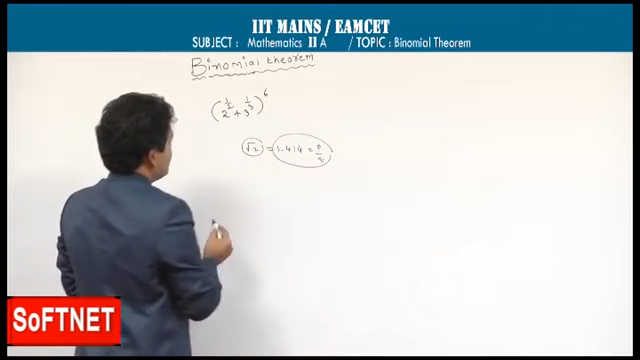 IIT MAINS / EAMCET
SUBJECT : Mathematics II A / TOPIC : Binomial Theorem
Binomial theorem
(2^{1/2} + 3^{1/3})^6
√2 = 1.414 = p/q
SoFTNET